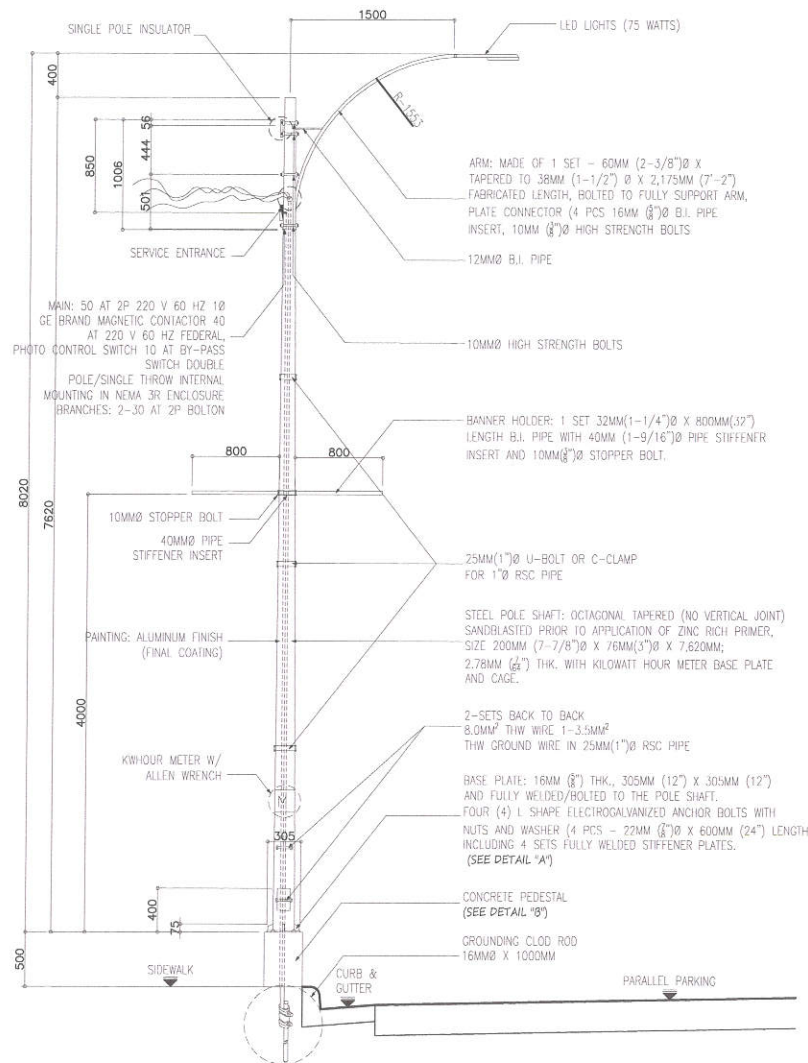 1500
SINGLE POLE INSULATOR
LED LIGHTS (75 WATTS)
400
R-1553
56
850
1006
444
501
ARM: MADE OF 1 SET - 60MM (2-3/8")Ø X
TAPERED TO 38MM (1-1/2") Ø X 2,175MM (7'-2")
FABRICATED LENGTH, BOLTED TO FULLY SUPPORT ARM,
PLATE CONNECTOR (4 PCS 16MM (5/8")Ø B.I. PIPE
INSERT, 10MM (3/8")Ø HIGH STRENGTH BOLTS
SERVICE ENTRANCE
12MMØ B.I. PIPE
MAIN: 50 AT 2P 220 V 60 HZ 1Ø
GE BRAND MAGNETIC CONTACTOR 40
AT 220 V 60 HZ FEDERAL,
PHOTO CONTROL SWITCH 10 AT BY-PASS
SWITCH DOUBLE
POLE/SINGLE THROW INTERNAL
MOUNTING IN NEMA 3R ENCLOSURE
BRANCHES: 2-30 AT 2P BOLTON
10MMØ HIGH STRENGTH BOLTS
BANNER HOLDER: 1 SET 32MM(1-1/4")Ø X 800MM(32")
LENGTH B.I. PIPE WITH 40MM (1-9/16")Ø PIPE STIFFENER
INSERT AND 10MM(3/8")Ø STOPPER BOLT.
800
800
8020
7620
10MMØ STOPPER BOLT
40MMØ PIPE
STIFFENER INSERT
25MM(1")Ø U-BOLT OR C-CLAMP
FOR 1"Ø RSC PIPE
PAINTING: ALUMINUM FINISH
(FINAL COATING)
STEEL POLE SHAFT: OCTAGONAL TAPERED (NO VERTICAL JOINT)
SANDBLASTED PRIOR TO APPLICATION OF ZINC RICH PRIMER,
SIZE 200MM (7-7/8")Ø X 76MM(3")Ø X 7,620MM;
2.78MM (7/64") THK. WITH KILOWATT HOUR METER BASE PLATE
AND CAGE.
4000
2-SETS BACK TO BACK
8.0MM² THW WIRE 1-3.5MM²
THW GROUND WIRE IN 25MM(1")Ø RSC PIPE
KWHOUR METER W/
ALLEN WRENCH
BASE PLATE: 16MM (5/8") THK., 305MM (12") X 305MM (12")
AND FULLY WELDED/BOLTED TO THE POLE SHAFT.
FOUR (4) L SHAPE ELECTROGALVANIZED ANCHOR BOLTS WITH
NUTS AND WASHER (4 PCS - 22MM (7/8")Ø X 600MM (24") LENGTH
INCLUDING 4 SETS FULLY WELDED STIFFENER PLATES.
(SEE DETAIL "A")
305
400
75
CONCRETE PEDESTAL
(SEE DETAIL "B")
500
GROUNDING CLOD ROD
16MMØ X 1000MM
SIDEWALK
CURB &
GUTTER
PARALLEL PARKING